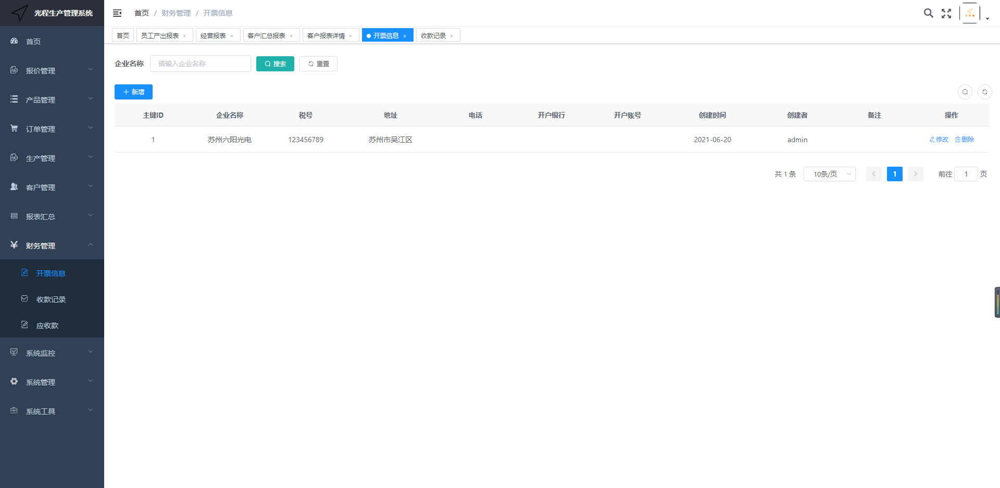 光程生产管理系统
首页 / 财务管理 / 开票信息
首页 员工产出报表 × 经营报表 × 客户汇总报表 × 客户报表详情 × 开票信息 × 收款记录 ×
首页
报价管理
产品管理
订单管理
生产管理
客户管理
报表汇总
财务管理
开票信息
收款记录
应收款
系统监控
系统管理
系统工具
企业名称 请输入企业名称 搜索 重置
新增
主键ID 企业名称 税号 地址 电话 开户银行 开户账号 创建时间 创建者 备注 操作
1 苏州六阳光电 123456789 苏州市吴江区 2021-06-20 admin 修改 删除
共 1 条 10条/页 1 前往 1 页